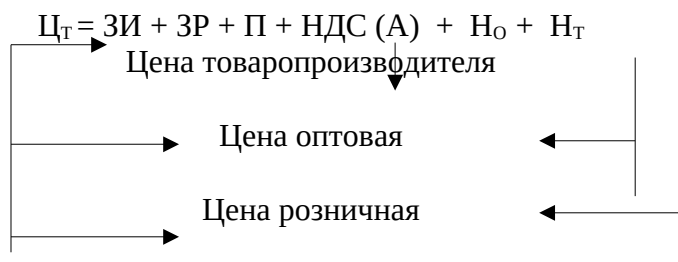 Цт = ЗИ + ЗР + П + НДС (А) + НО + НТ
Цена товаропроизводителя
Цена оптовая
Цена розничная